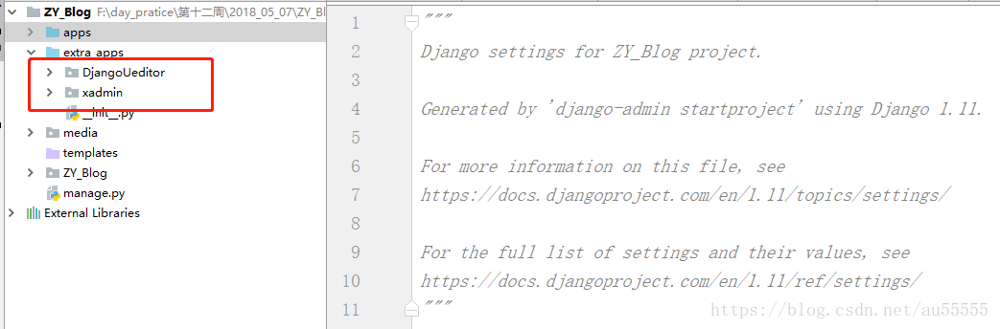 ZY_Blog F:\day_pratice\第十二周\2018_05_07\ZY_Bl
apps
extra_apps
DjangoUeditor
xadmin
__init__.py
media
templates
ZY_Blog
manage.py
External Libraries
1 """
2 Django settings for ZY_Blog project.
3
4 Generated by 'django-admin startproject' using Django 1.11.
5
6 For more information on this file, see
7 https://docs.djangoproject.com/en/1.11/topics/settings/
8
9 For the full list of settings and their values, see
10 https://docs.djangoproject.com/en/1.11/ref/settings/
11 """
https://blog.csdn.net/au55555